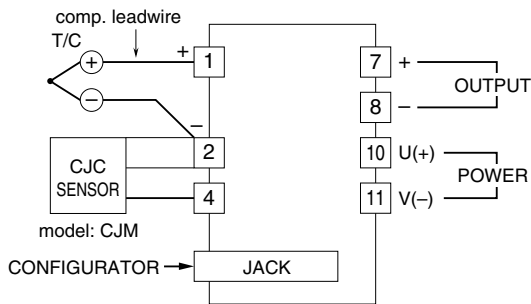 comp. leadwire
T/C
+ + 1
−
−
CJC
SENSOR
2
4
model: CJM
CONFIGURATOR
JACK
7 +
8 −
OUTPUT
10 U(+)
11 V(–)
POWER